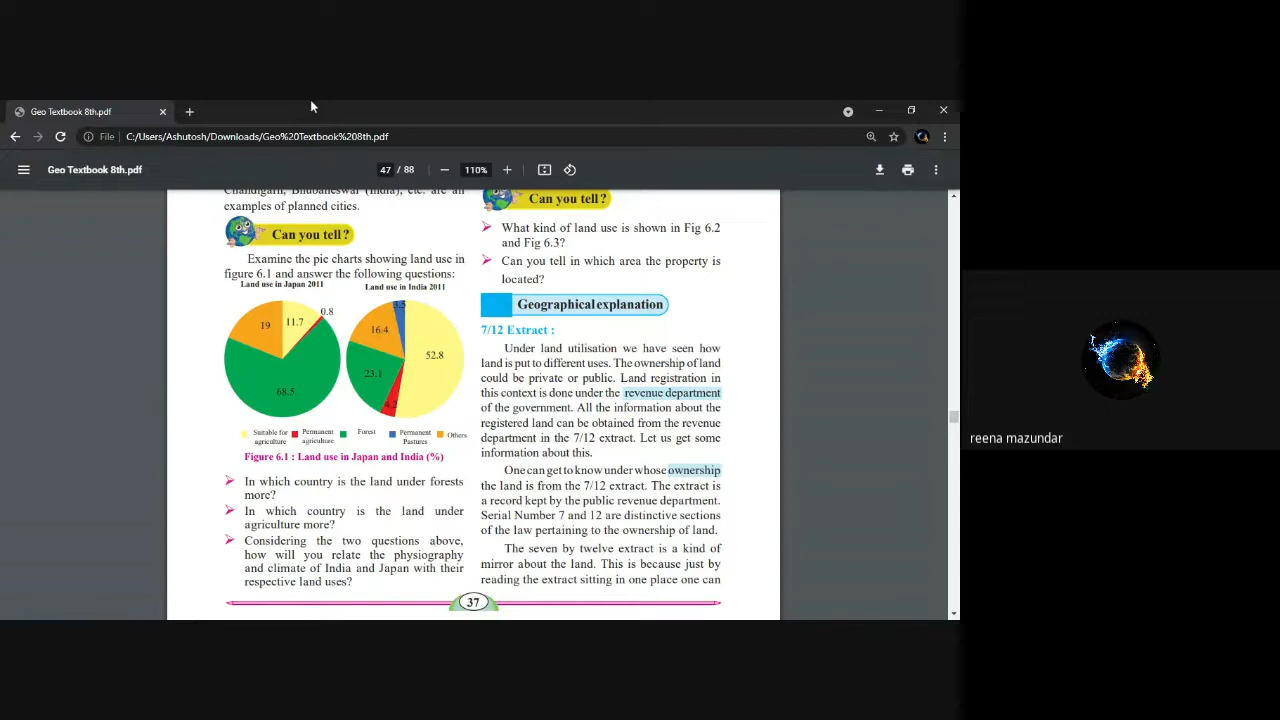 Geo Textbook 8th.pdf
File
C:/Users/Ashutosh/Downloads/Geo%20Textbook%208th.pdf
Geo Textbook 8th.pdf
47 / 88
110%
Chandigarh, Bhubaneswar (India), etc. are all
examples of planned cities.
Can you tell ?
Examine the pie charts showing land use in
figure 6.1 and answer the following questions:
Land use in Japan 2011
Land use in India 2011
19
11.7
0.8
68.5
16.4
3.5
52.8
23.1
4.2
Suitable for agriculture
Permanent agriculture
Forest
Permanent Pastures
Others
Figure 6.1 : Land use in Japan and India (%)
➢ In which country is the land under forests
more?
➢ In which country is the land under
agriculture more?
➢ Considering the two questions above,
how will you relate the physiography
and climate of India and Japan with their
respective land uses?
Can you tell ?
➢ What kind of land use is shown in Fig 6.2
and Fig 6.3?
➢ Can you tell in which area the property is
located?
Geographical explanation
7/12 Extract :
Under land utilisation we have seen how
land is put to different uses. The ownership of land
could be private or public. Land registration in
this context is done under the revenue department
of the government. All the information about the
registered land can be obtained from the revenue
department in the 7/12 extract. Let us get some
information about this.
One can get to know under whose ownership
the land is from the 7/12 extract. The extract is
a record kept by the public revenue department.
Serial Number 7 and 12 are distinctive sections
of the law pertaining to the ownership of land.
The seven by twelve extract is a kind of
mirror about the land. This is because just by
reading the extract sitting in one place one can
37
reena mazundar